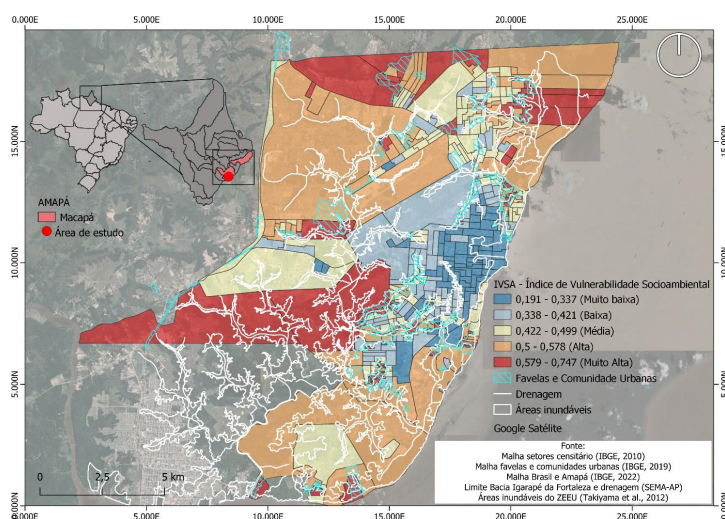 0.000E
5.000E
10.000E
15.000E
20.000E
25.000E
15.000N
10.000N
5.000N
0.000N
AMAPÁ
Macapá
Área de estudo
IVSA - Índice de Vulnerabilidade Socioambiental
0,191 - 0,337 (Muito baixa)
0,338 - 0,421 (Baixa)
0,422 - 0,499 (Média)
0,5 - 0,578 (Alta)
0,579 - 0,747 (Muito Alta)
Favelas e Comunidade Urbanas
Drenagem
Áreas inundáveis
Google Satélite
Fonte:
Malha setores censitário (IBGE, 2010)
Malha favelas e comunidades urbanas (IBGE, 2019)
Malha Brasil e Amapá (IBGE, 2022)
Limite Bacia Igarapé da Fortaleza e drenagem (SEMA-AP)
Áreas inundáveis do ZEEU (Takiyama et al., 2012)
0 2,5 5 km
15.000N
10.000N
5.000N
0.000N
10.000E
15.000E
20.000E
25.000E